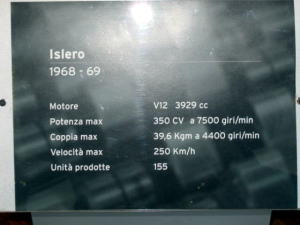 Islero
1968 - 69
Motore V12 3929 cc
Potenza max 350 CV a 7500 giri/min
Coppia max 39,6 Kgm a 4400 giri/min
Velocità max 250 Km/h
Unità prodotte 155